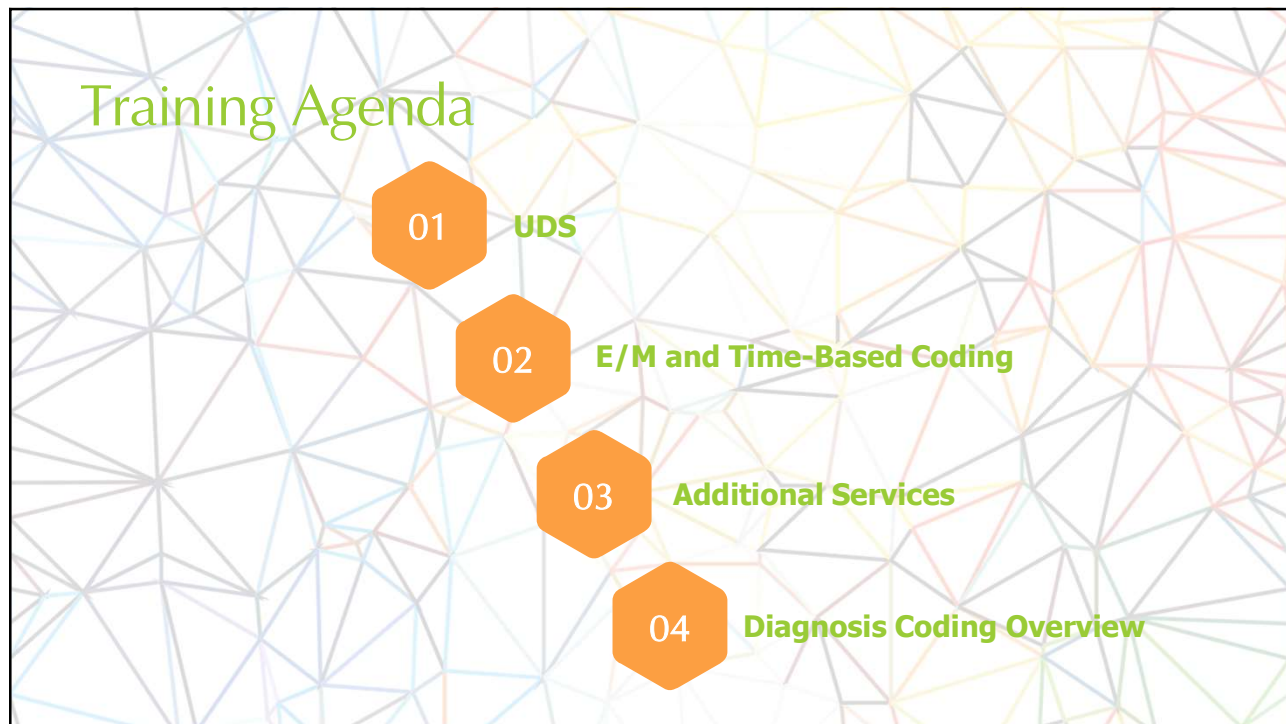 Training Agenda
01 UDS
02 E/M and Time-Based Coding
03 Additional Services
04 Diagnosis Coding Overview